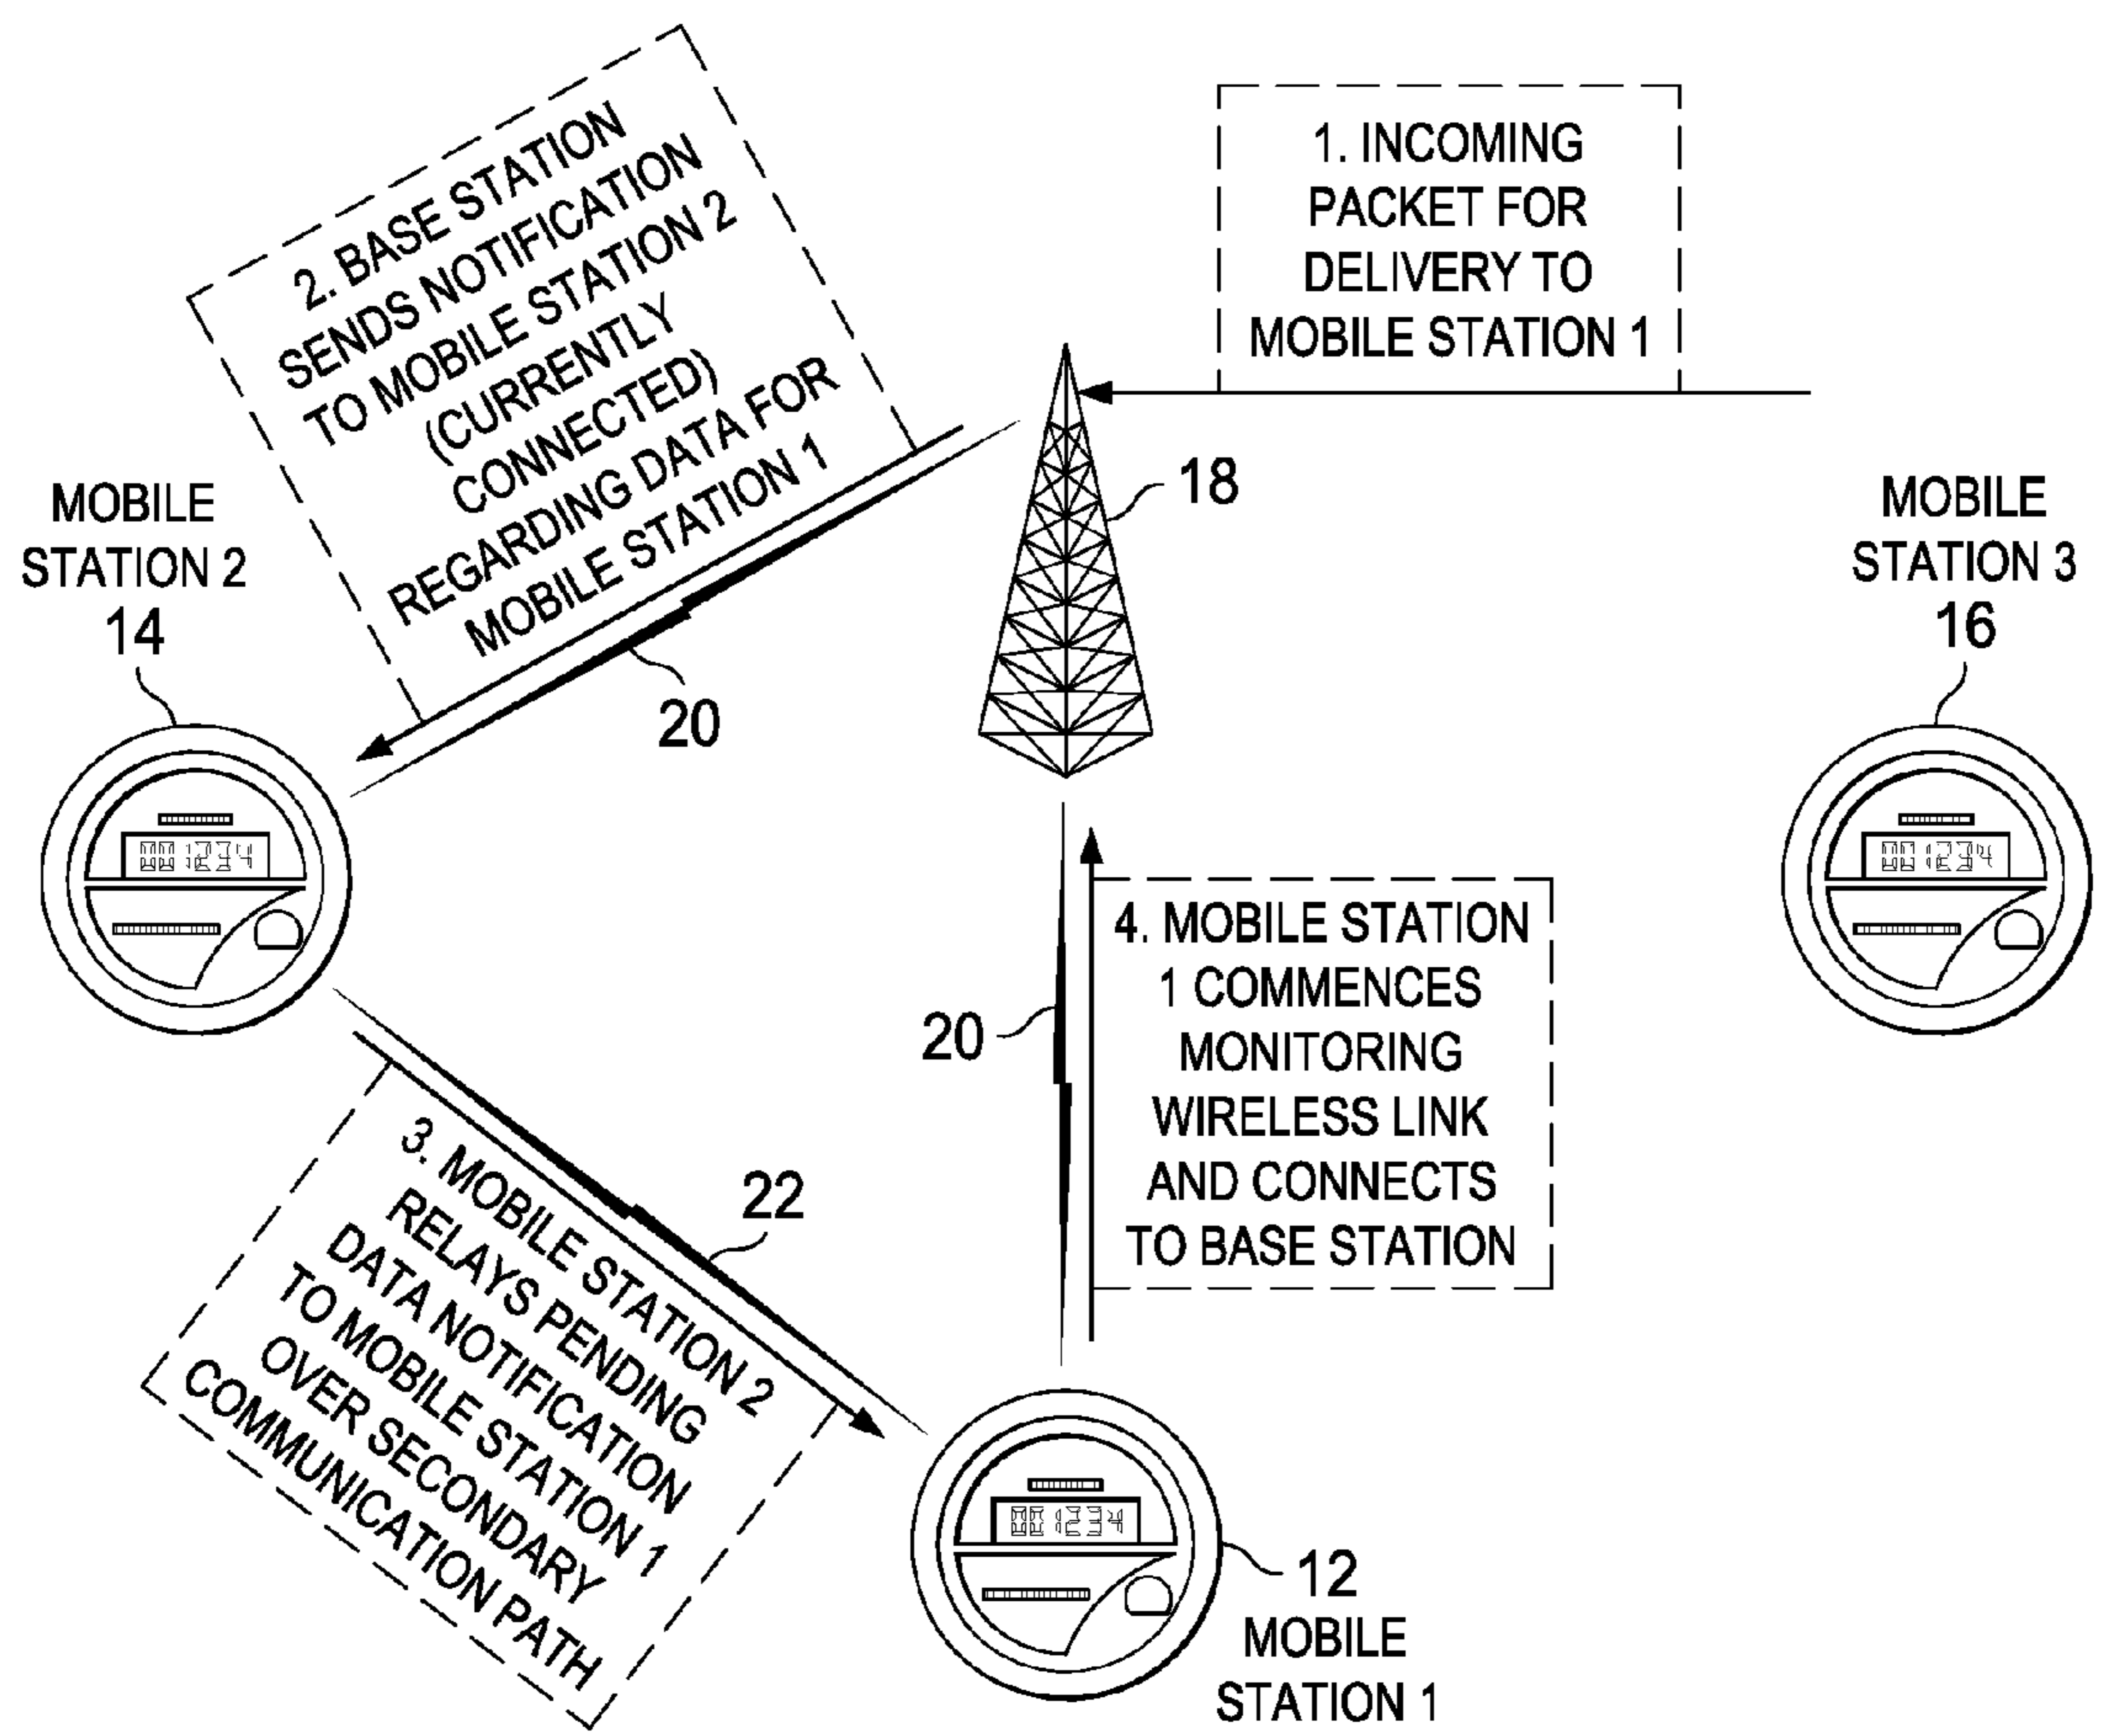 1. INCOMING
PACKET FOR
DELIVERY TO
MOBILE STATION 1
2. BASE STATION
SENDS NOTIFICATION
TO MOBILE STATION 2
(CURRENTLY
CONNECTED)
REGARDING DATA FOR
MOBILE STATION 1
18
MOBILE
STATION 2
14
MOBILE
STATION 3
16
20
001234
001234
4. MOBILE STATION
1 COMMENCES
MONITORING
WIRELESS LINK
AND CONNECTS
TO BASE STATION
20
3. MOBILE STATION 2
RELAYS PENDING
DATA NOTIFICATION
TO MOBILE STATION 1
OVER SECONDARY
COMMUNICATION PATH
22
001234
12
MOBILE
STATION 1